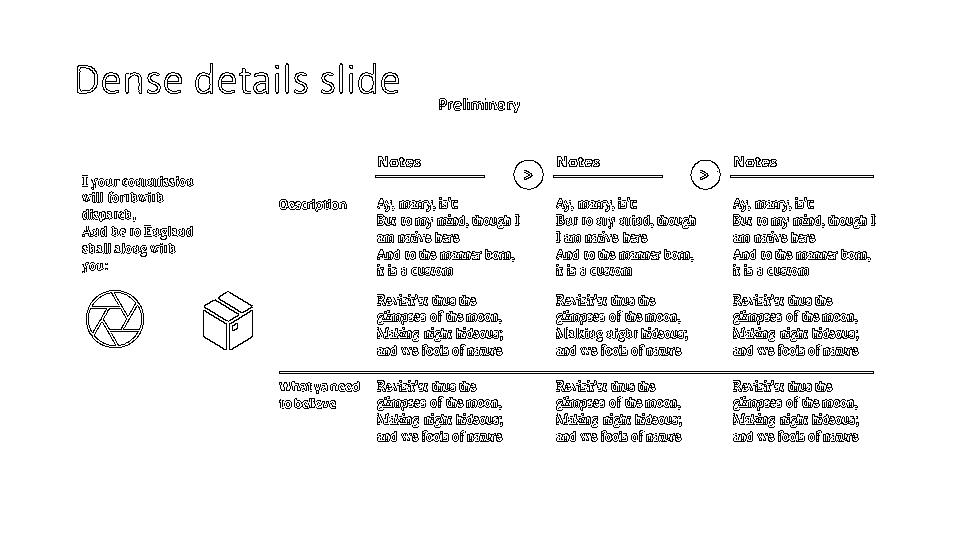 Dense details slide
Preliminary
I your commission
will forthwith
dispatch,
And he to England
shall along with
you:
Notes
>
Notes
>
Notes
Description
Ay, marry, is't:
But to my mind, though I
am native here
And to the manner born,
it is a custom
Revisit'st thus the
glimpses of the moon,
Making night hideous;
and we fools of nature
Ay, marry, is't:
But to my mind, though
I am native here
And to the manner born,
it is a custom
Revisit'st thus the
glimpses of the moon,
Making night hideous;
and we fools of nature
Ay, marry, is't:
But to my mind, though I
am native here
And to the manner born,
it is a custom
Revisit'st thus the
glimpses of the moon,
Making night hideous;
and we fools of nature
What ya need
to believe
Revisit'st thus the
glimpses of the moon,
Making night hideous;
and we fools of nature
Revisit'st thus the
glimpses of the moon,
Making night hideous;
and we fools of nature
Revisit'st thus the
glimpses of the moon,
Making night hideous;
and we fools of nature